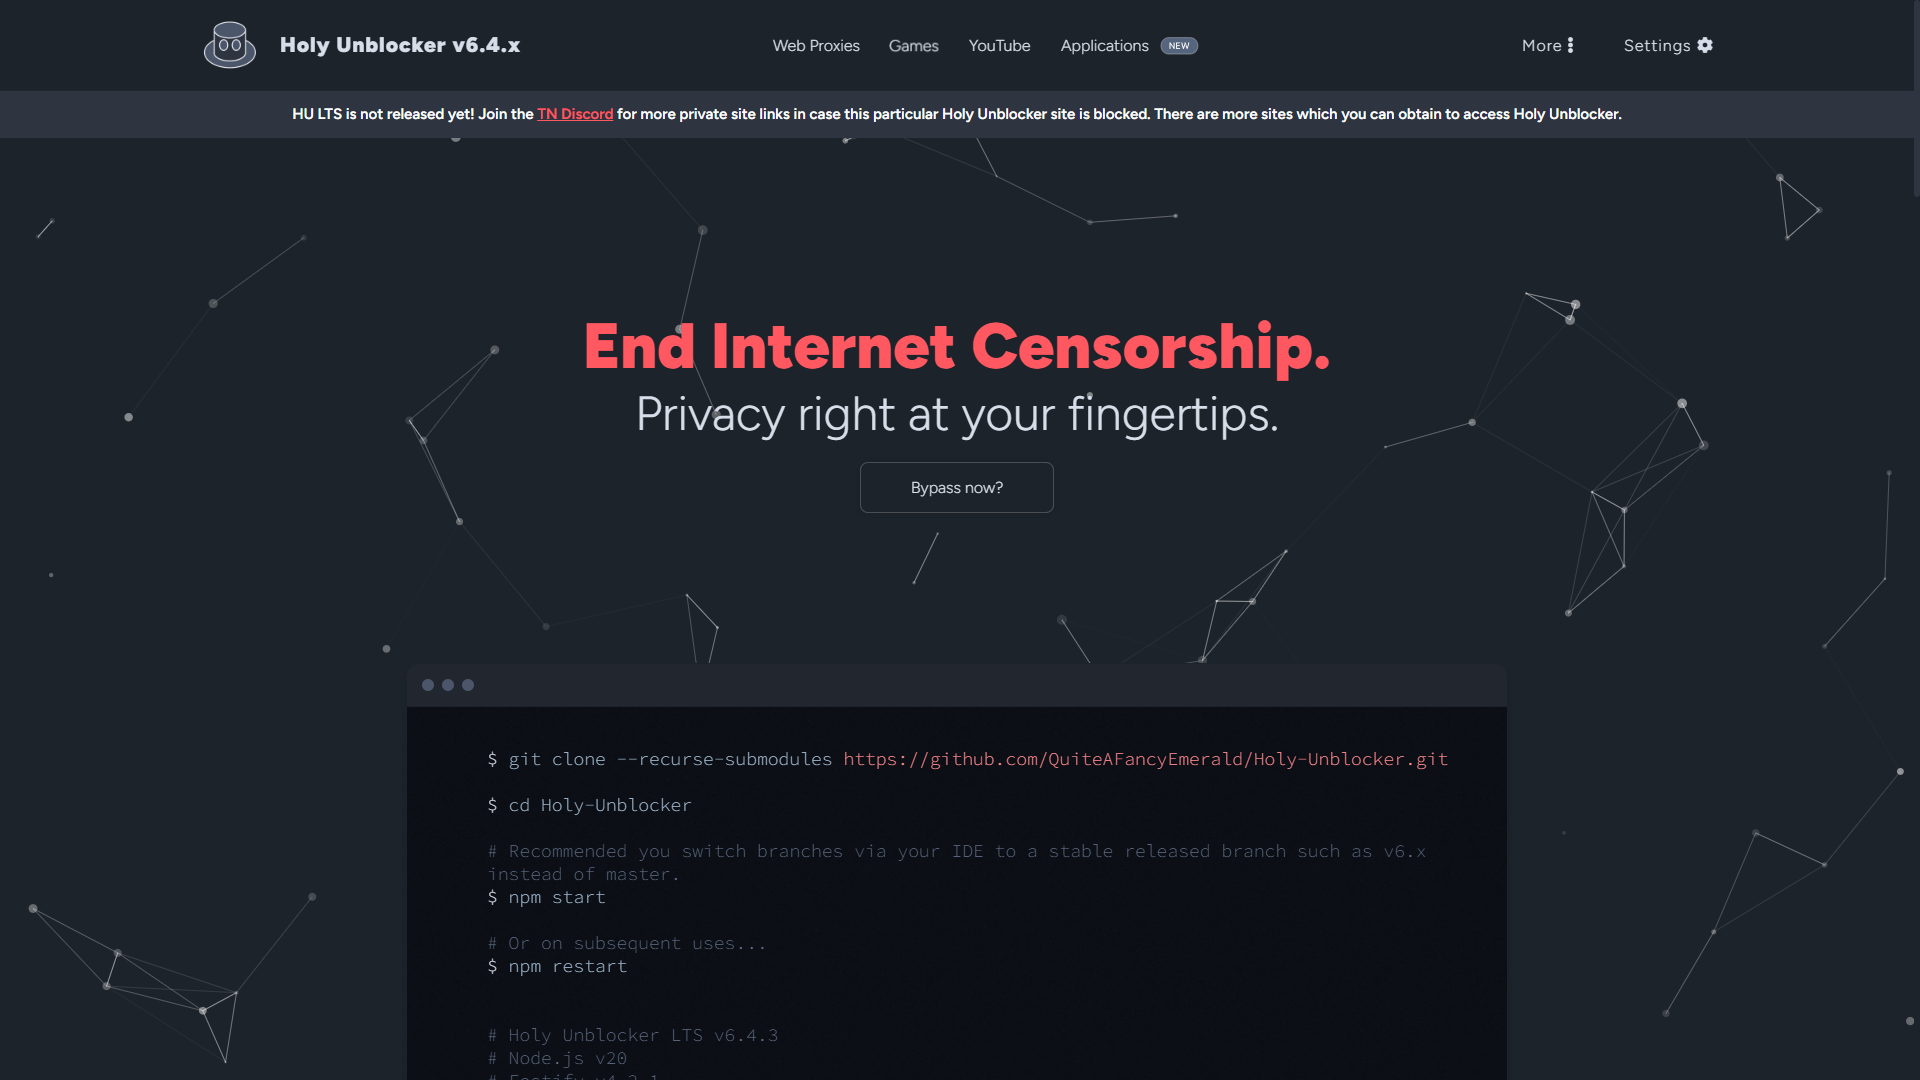 Holy Unblocker v6.4.x
Web Proxies Games YouTube Applications NEW
More Settings
HU LTS is not released yet! Join the TN Discord for more private site links in case this particular Holy Unblocker site is blocked. There are more sites which you can obtain to access Holy Unblocker.
End Internet Censorship.
Privacy right at your fingertips.
Bypass now?
$ git clone --recurse-submodules https://github.com/QuiteAFancyEmerald/Holy-Unblocker.git
$ cd Holy-Unblocker
# Recommended you switch branches via your IDE to a stable released branch such as v6.x
instead of master.
$ npm start
# Or on subsequent uses...
$ npm restart
# Holy Unblocker LTS v6.4.3
# Node.js v20